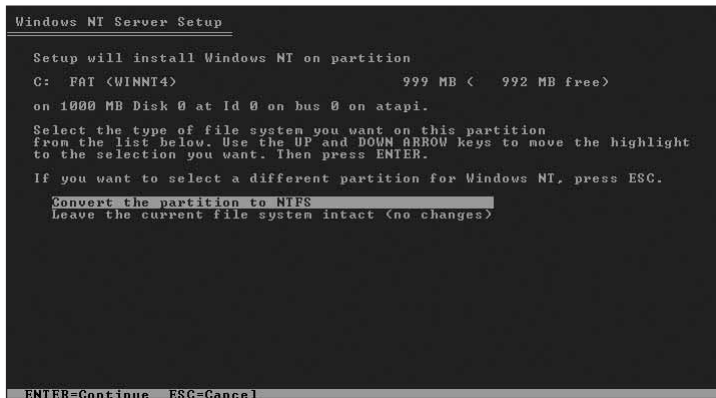 Windows NT Server Setup
Setup will install Windows NT on partition
C:  FAT (WINNT4)                    999 MB (   992 MB free)
on 1000 MB Disk 0 at Id 0 on bus 0 on atapi.
Select the type of file system you want on this partition
from the list below. Use the UP and DOWN ARROW keys to move the highlight
to the selection you want. Then press ENTER.
If you want to select a different partition for Windows NT, press ESC.
Convert the partition to NTFS
Leave the current file system intact (no changes)
ENTER=Continue  ESC=Cancel